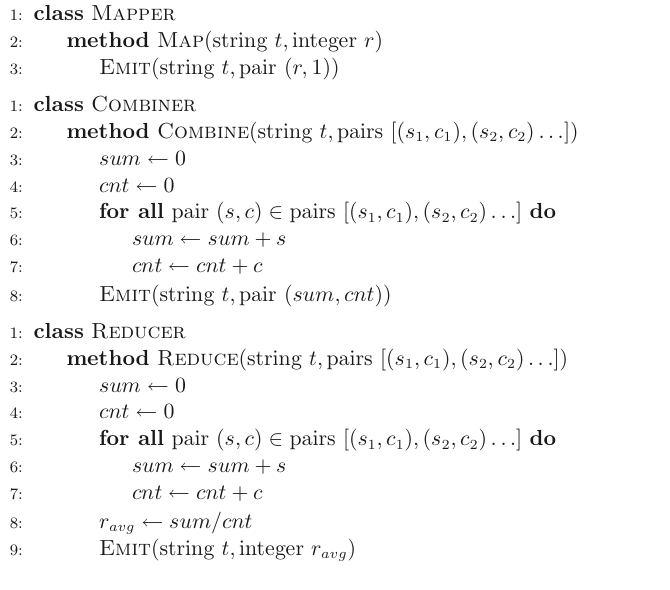 1: class Mapper
2: method Map(string t, integer r)
3: Emit(string t, pair (r, 1))
1: class Combiner
2: method Combine(string t, pairs [(s₁, c₁), (s₂, c₂) …])
3: sum ← 0
4: cnt ← 0
5: for all pair (s, c) ∈ pairs [(s₁, c₁), (s₂, c₂) …] do
6: sum ← sum + s
7: cnt ← cnt + c
8: Emit(string t, pair (sum, cnt))
1: class Reducer
2: method Reduce(string t, pairs [(s₁, c₁), (s₂, c₂) …])
3: sum ← 0
4: cnt ← 0
5: for all pair (s, c) ∈ pairs [(s₁, c₁), (s₂, c₂) …] do
6: sum ← sum + s
7: cnt ← cnt + c
8: r_avg ← sum/cnt
9: Emit(string t, integer r_avg)